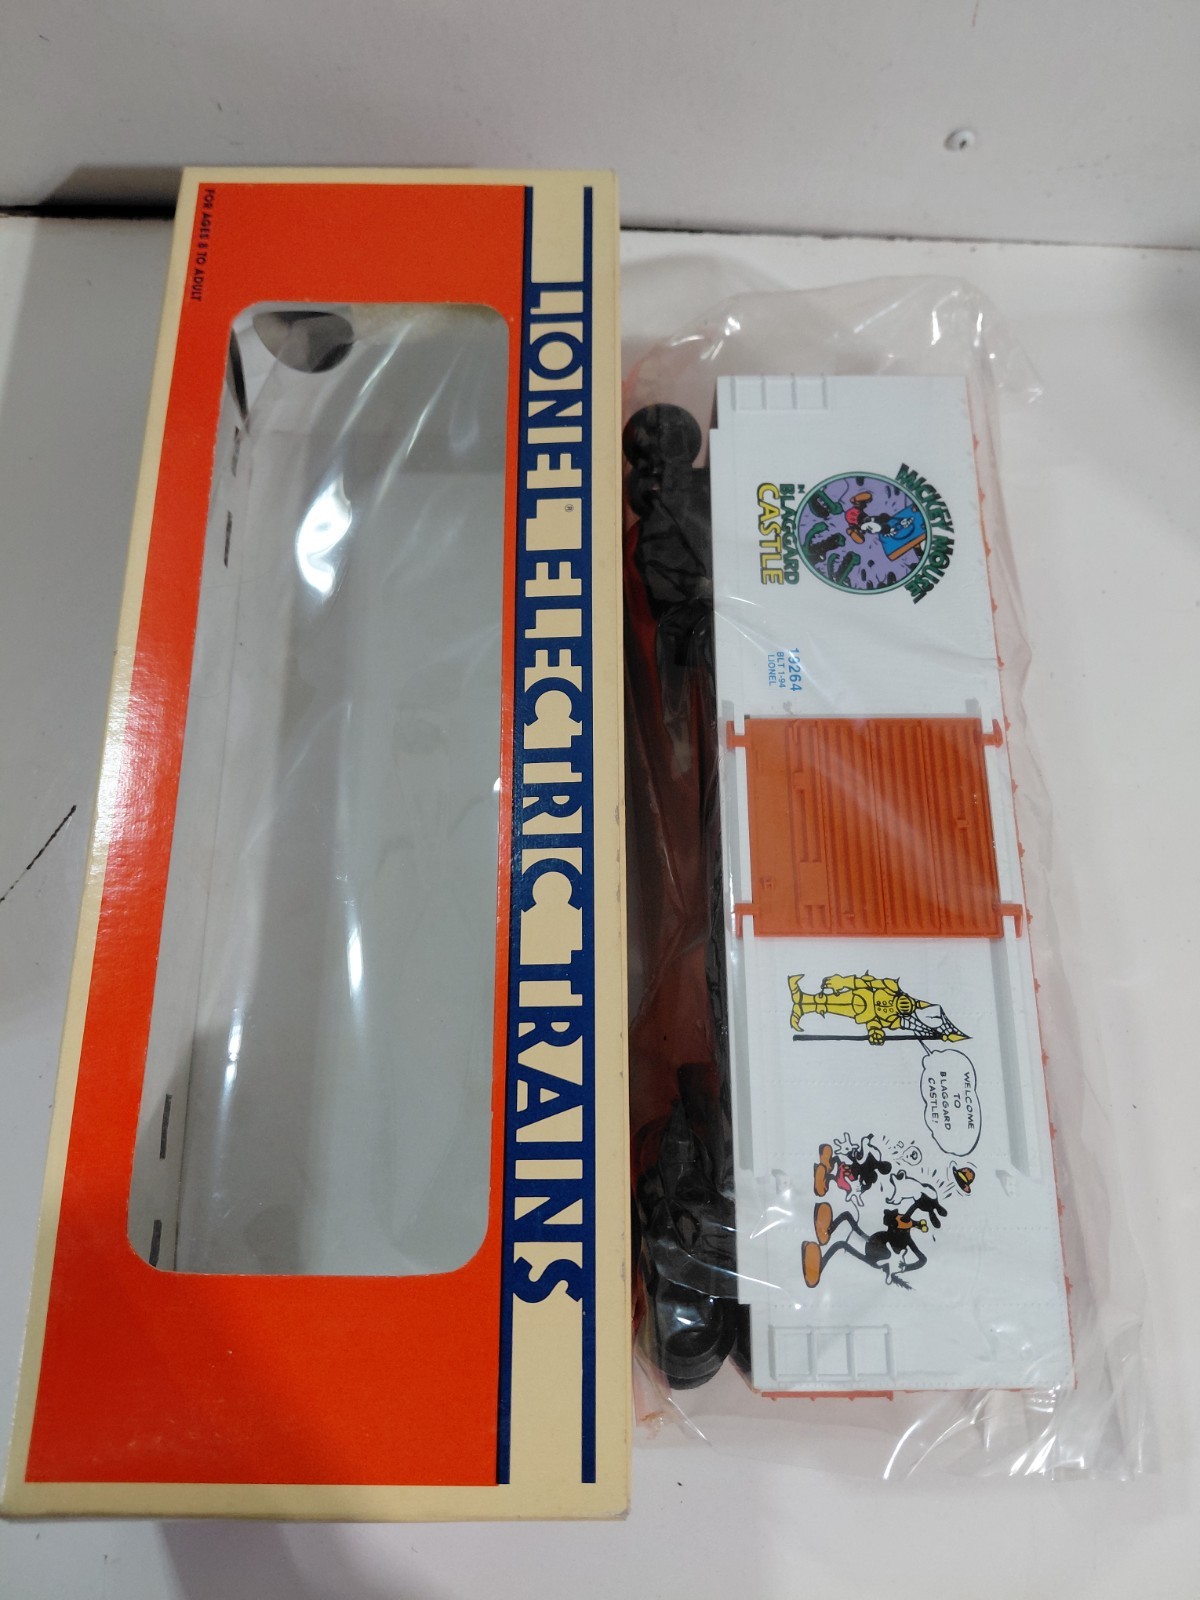 FOR AGES 8 TO ADULT
LIONEL® ELECTRIC TRAINS
MICKEY MOUSE
IN
BLAGGARD
CASTLE
19264
BLT 1-94
LIONEL
WELCOME
TO
BLAGGARD
CASTLE!